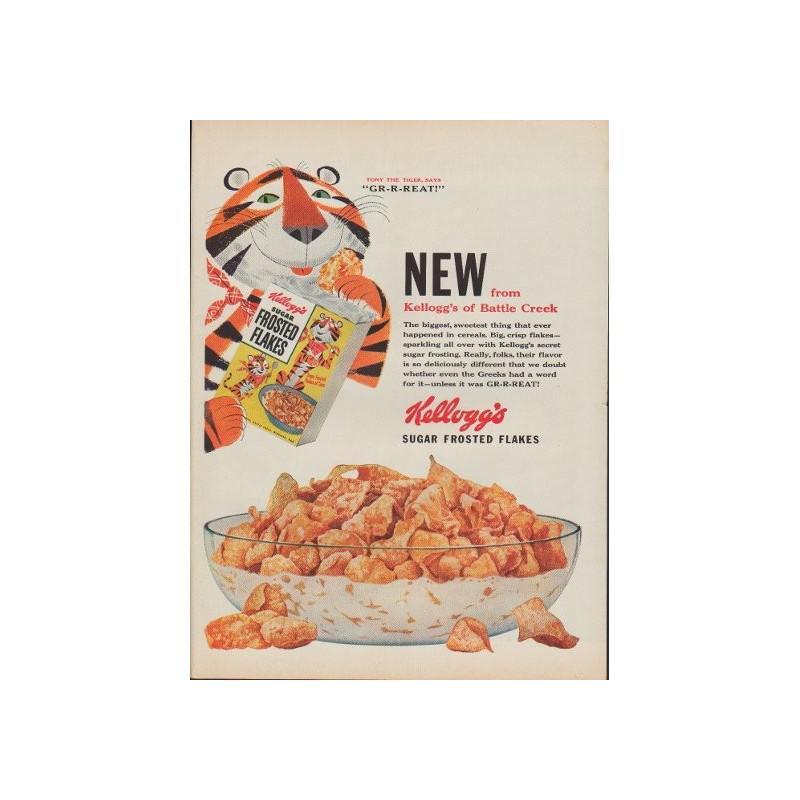 TONY THE TIGER, SAYS
"GR-R-REAT!"
NEW from
Kellogg's of Battle Creek
The biggest, sweetest thing that ever
happened in cereals. Big, crisp flakes—
sparkling all over with Kellogg's secret
sugar frosting. Really, folks, their flavor
is so deliciously different that we doubt
whether even the Greeks had a word
for it—unless it was GR-R-REAT!
Kellogg's
SUGAR FROSTED FLAKES
Kellogg's
SUGAR
FROSTED
FLAKES